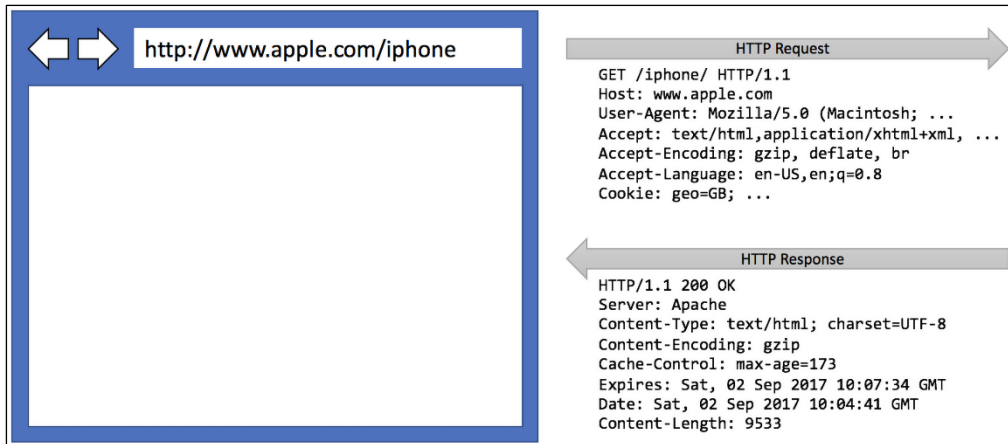 http://www.apple.com/iphone
HTTP Request
GET /iphone/ HTTP/1.1
Host: www.apple.com
User-Agent: Mozilla/5.0 (Macintosh; ...
Accept: text/html,application/xhtml+xml, ...
Accept-Encoding: gzip, deflate, br
Accept-Language: en-US,en;q=0.8
Cookie: geo=GB; ...
HTTP Response
HTTP/1.1 200 OK
Server: Apache
Content-Type: text/html; charset=UTF-8
Content-Encoding: gzip
Cache-Control: max-age=173
Expires: Sat, 02 Sep 2017 10:07:34 GMT
Date: Sat, 02 Sep 2017 10:04:41 GMT
Content-Length: 9533